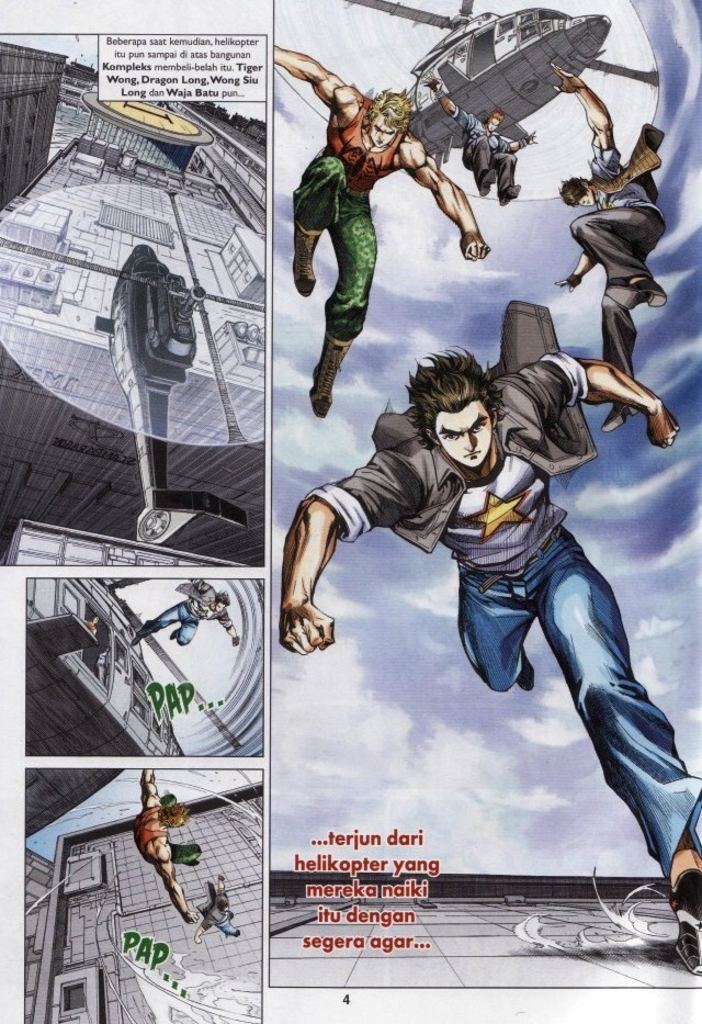 Beberapa saat kemudian, helikopter
itu pun sampai di atas bangunan
Kompleks membeli-belah itu. Tiger
Wong, Dragon Long, Wong Siu
Long dan Waja Batu pun...
PAP...
PAP...
...terjun dari
helikopter yang
mereka naiki
itu dengan
segera agar...
4